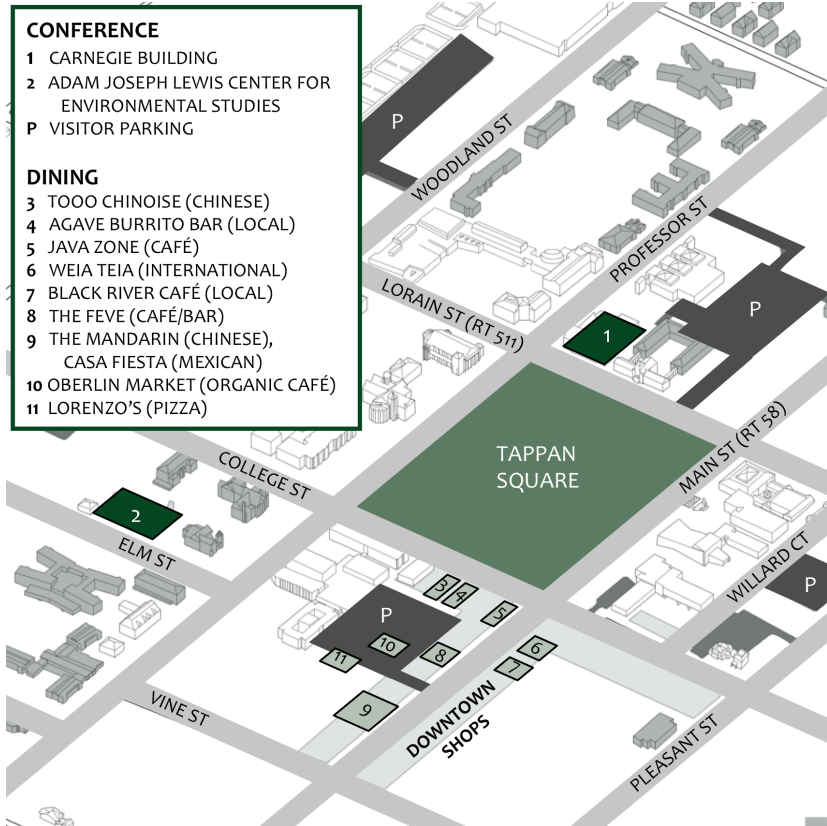 CONFERENCE
1 CARNEGIE BUILDING
2 ADAM JOSEPH LEWIS CENTER FOR
ENVIRONMENTAL STUDIES
P VISITOR PARKING
DINING
3 TOOO CHINOISE (CHINESE)
4 AGAVE BURRITO BAR (LOCAL)
5 JAVA ZONE (CAFÉ)
6 WEIA TEIA (INTERNATIONAL)
7 BLACK RIVER CAFÉ (LOCAL)
8 THE FEVE (CAFÉ/BAR)
9 THE MANDARIN (CHINESE),
CASA FIESTA (MEXICAN)
10 OBERLIN MARKET (ORGANIC CAFÉ)
11 LORENZO'S (PIZZA)
P
WOODLAND ST
PROFESSOR ST
LORAIN ST (RT 511)
P
1
TAPPAN
SQUARE
MAIN ST (RT 58)
COLLEGE ST
2
ELM ST
WILLARD CT
P
3
4
5
P
10
11
8
6
7
9
DOWNTOWN
SHOPS
VINE ST
PLEASANT ST